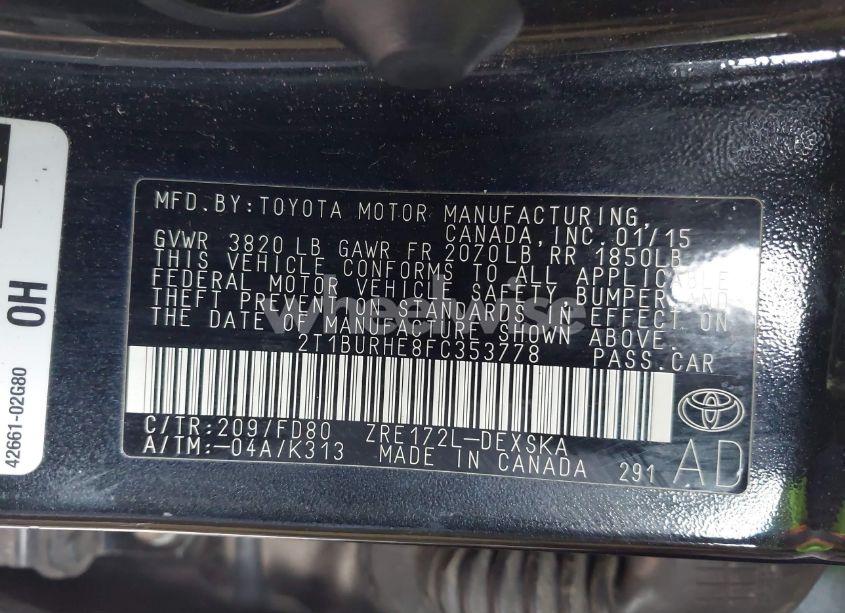 MFD.BY:TOYOTA MOTOR MANUFACTURING,
CANADA, INC. 01/15
GVWR 3820 LB GAWR FR 2070LB RR 1850LB
THIS VEHICLE CONFORMS TO ALL APPLICABLE
FEDERAL MOTOR VEHICLE SAFETY BUMPER AND
THEFT PREVENTION STANDARDS IN EFFECT ON
THE DATE OF MANUFACTURE SHOWN ABOVE.
2T1BURHE8FC353778 PASS.CAR
C/TR:209/FD80 ZRE172L-DEXSKA
A/TM:-04A/K313 MADE IN CANADA 291 AD
OH
42661-02G80
wheelwise